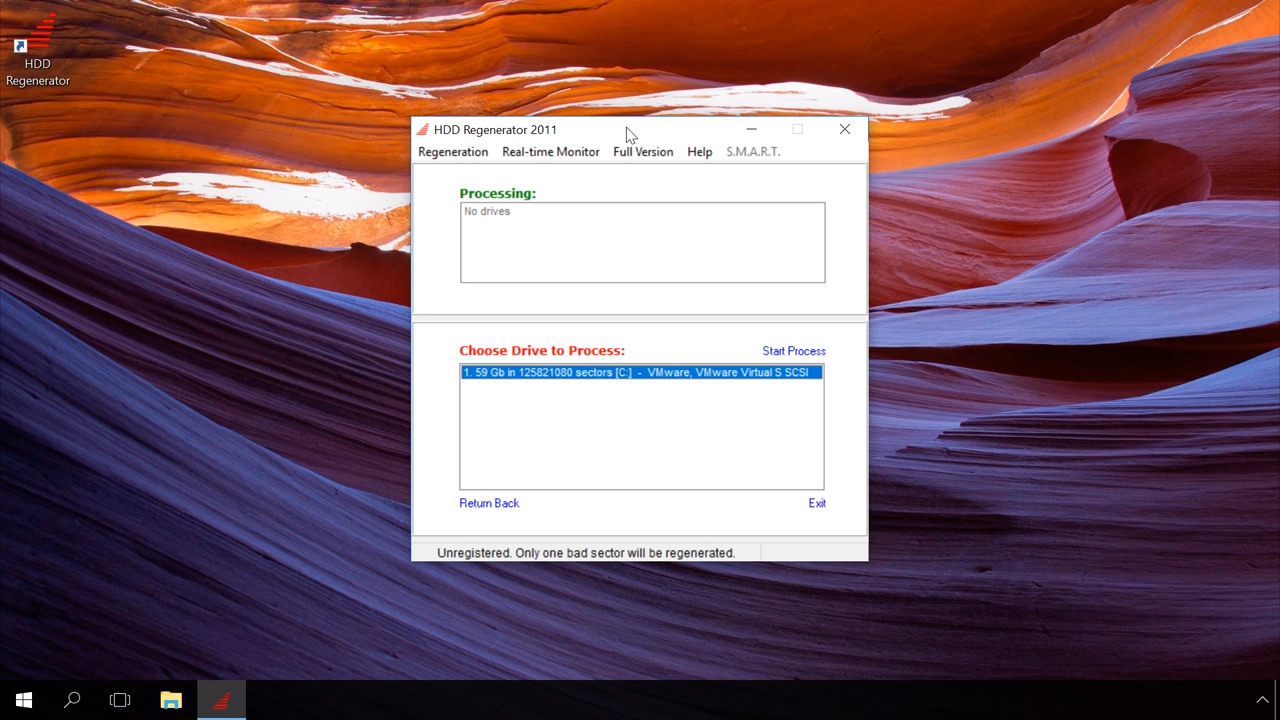 HDD
Regenerator
HDD Regenerator 2011
Regeneration Real-time Monitor Full Version Help S.M.A.R.T.
Processing:
No drives
Choose Drive to Process: Start Process
1. 59 Gb in 125821080 sectors [C:] - VMware, VMware Virtual S SCSI
Return Back Exit
Unregistered. Only one bad sector will be regenerated.